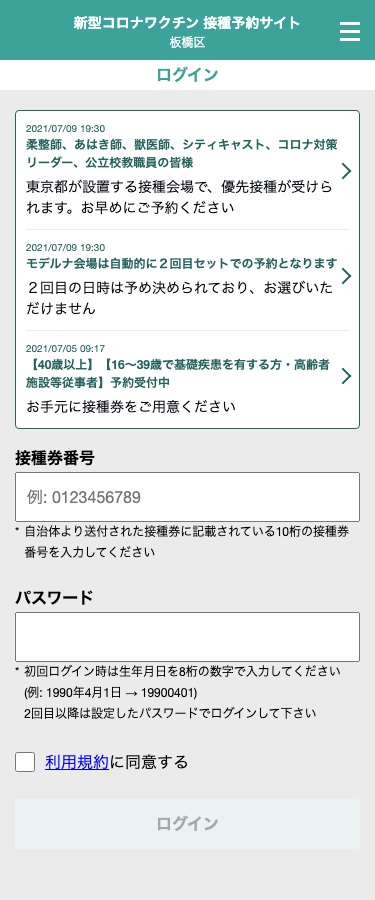 新型コロナワクチン 接種予約サイト
板橋区
ログイン
2021/07/09 19:30
柔整師、あはき師、獣医師、シティキャスト、コロナ対策
リーダー、公立校教職員の皆様
東京都が設置する接種会場で、優先接種が受けら
れます。お早めにご予約ください
2021/07/09 19:30
モデルナ会場は自動的に２回目セットでの予約となります
２回目の日時は予め決められており、お選びいた
だけません
2021/07/05 09:17
【40歳以上】【16〜39歳で基礎疾患を有する方・高齢者
施設等従事者】予約受付中
お手元に接種券をご用意ください
接種券番号
例: 0123456789
* 自治体より送付された接種券に記載されている10桁の接種券
番号を入力してください
パスワード
* 初回ログイン時は生年月日を8桁の数字で入力してください
(例: 1990年4月1日 → 19900401)
2回目以降は設定したパスワードでログインして下さい
利用規約に同意する
ログイン